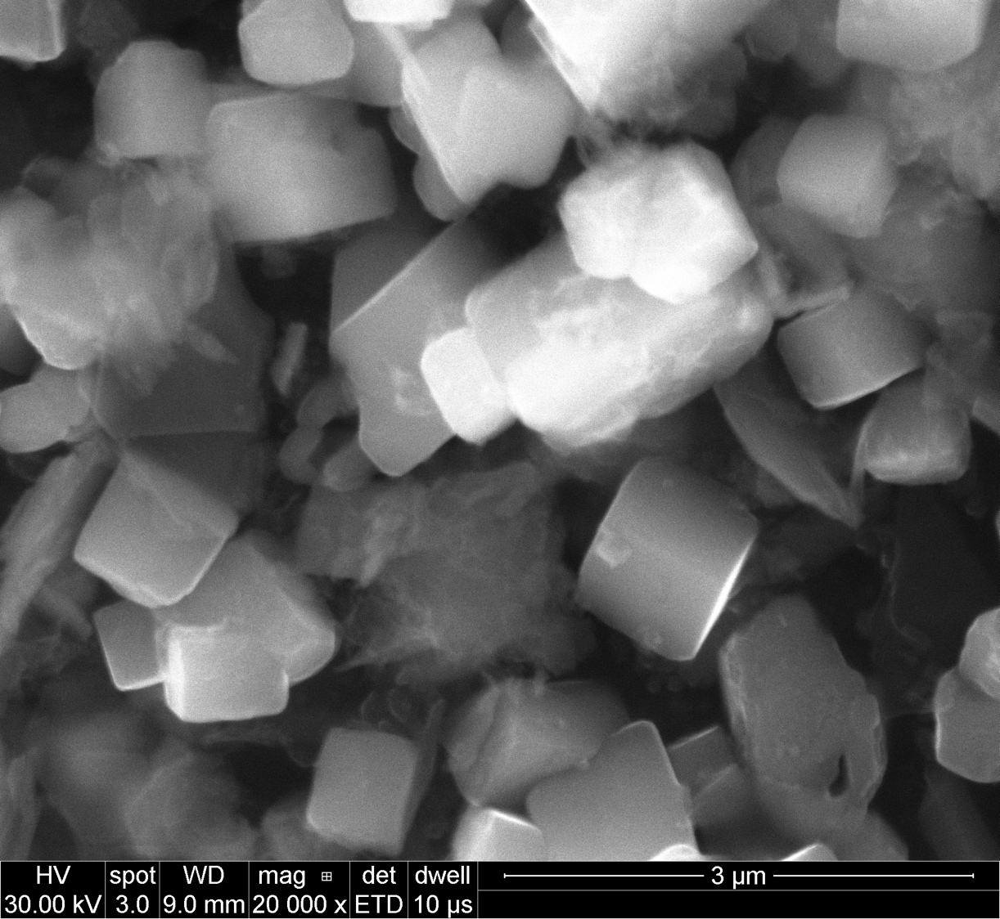 HV spot WD mag ⊞ det dwell 3 µm
30.00 kV 3.0 9.0 mm 20 000 x ETD 10 µs